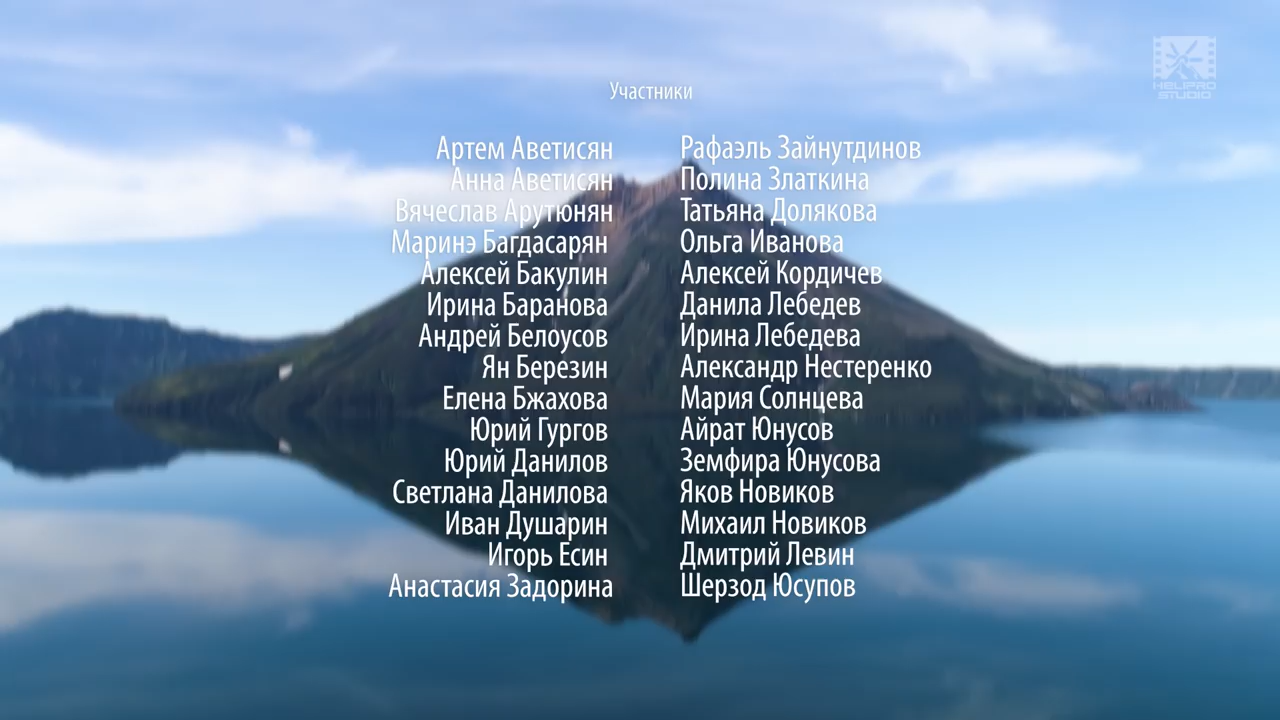 HELIPRO
STUDIO
Участники
Артем Аветисян
Анна Аветисян
Вячеслав Арутюнян
Маринэ Багдасарян
Алексей Бакулин
Ирина Баранова
Андрей Белоусов
Ян Березин
Елена Бжахова
Юрий Гургов
Юрий Данилов
Светлана Данилова
Иван Душарин
Игорь Есин
Анастасия Задорина
Рафаэль Зайнутдинов
Полина Златкина
Татьяна Долякова
Ольга Иванова
Алексей Кордичев
Данила Лебедев
Ирина Лебедева
Александр Нестеренко
Мария Солнцева
Айрат Юнусов
Земфира Юнусова
Яков Новиков
Михаил Новиков
Дмитрий Левин
Шерзод Юсупов